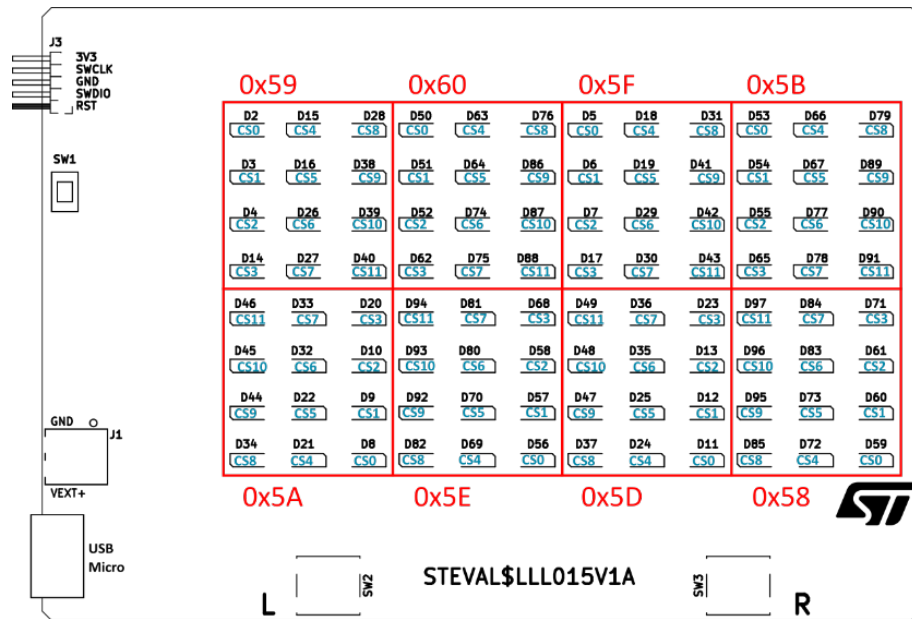 J3
3V3
SWCLK
GND
SWDIO
RST
SW1
0x59 0x60 0x5F 0x5B
D2 D15 D28 D50 D63 D76 D5 D18 D31 D53 D66 D79
CS0 CS4 CS8 CS0 CS4 CS8 CS0 CS4 CS8 CS0 CS4 CS8
D3 D16 D38 D51 D64 D86 D6 D19 D41 D54 D67 D89
CS1 CS5 CS9 CS1 CS5 CS9 CS1 CS5 CS9 CS1 CS5 CS9
D4 D26 D39 D52 D74 D87 D7 D29 D42 D55 D77 D90
CS2 CS6 CS10 CS2 CS6 CS10 CS2 CS6 CS10 CS2 CS6 CS10
D14 D27 D40 D62 D75 D88 D17 D30 D43 D65 D78 D91
CS3 CS7 CS11 CS3 CS7 CS11 CS3 CS7 CS11 CS3 CS7 CS11
D46 D33 D20 D94 D81 D68 D49 D36 D23 D97 D84 D71
CS11 CS7 CS3 CS11 CS7 CS3 CS11 CS7 CS3 CS11 CS7 CS3
D45 D32 D10 D93 D80 D58 D48 D35 D13 D96 D83 D61
CS10 CS6 CS2 CS10 CS6 CS2 CS10 CS6 CS2 CS10 CS6 CS2
D44 D22 D9 D92 D70 D57 D47 D25 D12 D95 D73 D60
CS9 CS5 CS1 CS9 CS5 CS1 CS9 CS5 CS1 CS9 CS5 CS1
D34 D21 D8 D82 D69 D56 D37 D24 D11 D85 D72 D59
CS8 CS4 CS0 CS8 CS4 CS0 CS8 CS4 CS0 CS8 CS4 CS0
0x5A 0x5E 0x5D 0x58
GND
J1
VEXT+
ST
USB
Micro
L
SW2
STEVAL$LLL015V1A
SW3
R